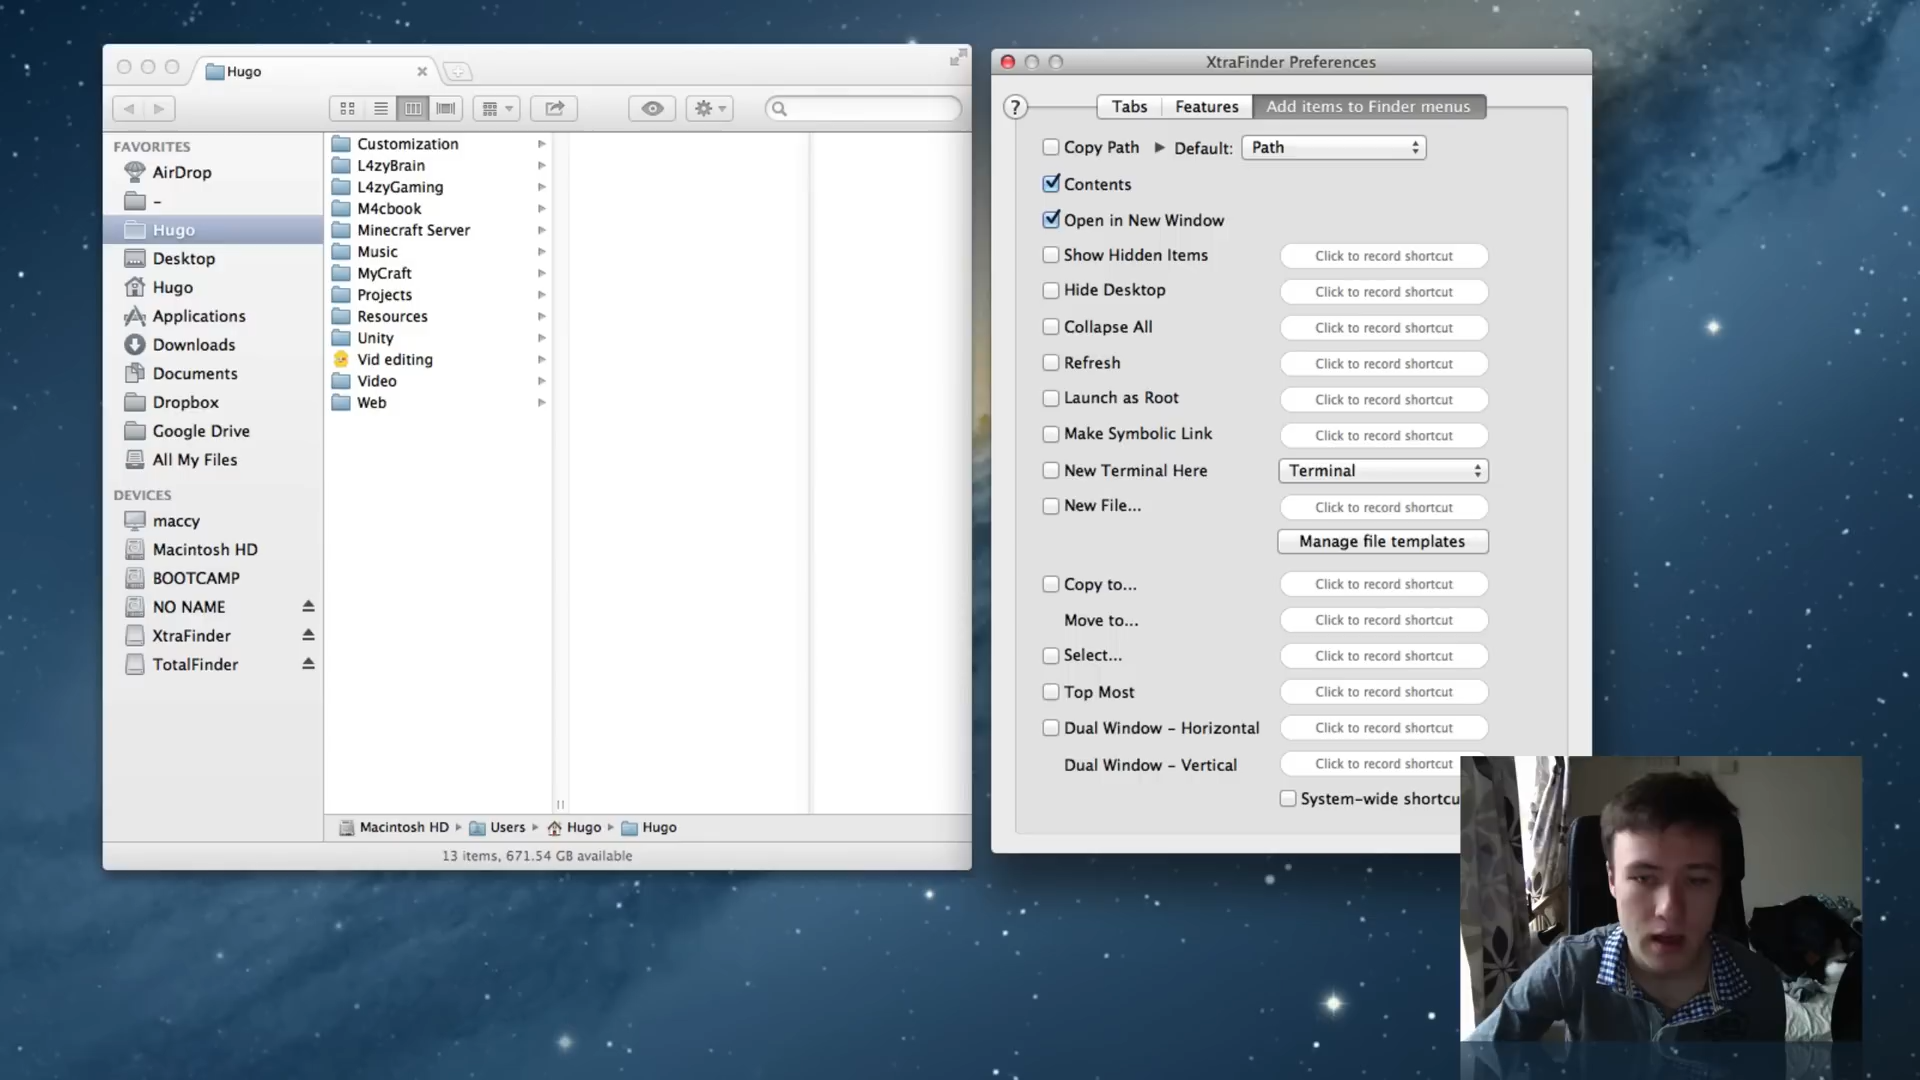 Hugo
FAVORITES
AirDrop
–
Hugo
Desktop
Hugo
Applications
Downloads
Documents
Dropbox
Google Drive
All My Files
DEVICES
maccy
Macintosh HD
BOOTCAMP
NO NAME
XtraFinder
TotalFinder
Customization
L4zyBrain
L4zyGaming
M4cbook
Minecraft Server
Music
MyCraft
Projects
Resources
Unity
Vid editing
Video
Web
Macintosh HD Users Hugo Hugo
13 items, 671.54 GB available
XtraFinder Preferences
? Tabs Features Add items to Finder menus
Copy Path Default: Path
Contents
Open in New Window
Show Hidden Items Click to record shortcut
Hide Desktop Click to record shortcut
Collapse All Click to record shortcut
Refresh Click to record shortcut
Launch as Root Click to record shortcut
Make Symbolic Link Click to record shortcut
New Terminal Here Terminal
New File... Click to record shortcut
Manage file templates
Copy to... Click to record shortcut
Move to... Click to record shortcut
Select... Click to record shortcut
Top Most Click to record shortcut
Dual Window – Horizontal Click to record shortcut
Dual Window – Vertical Click to record shortcut
System-wide shortcu